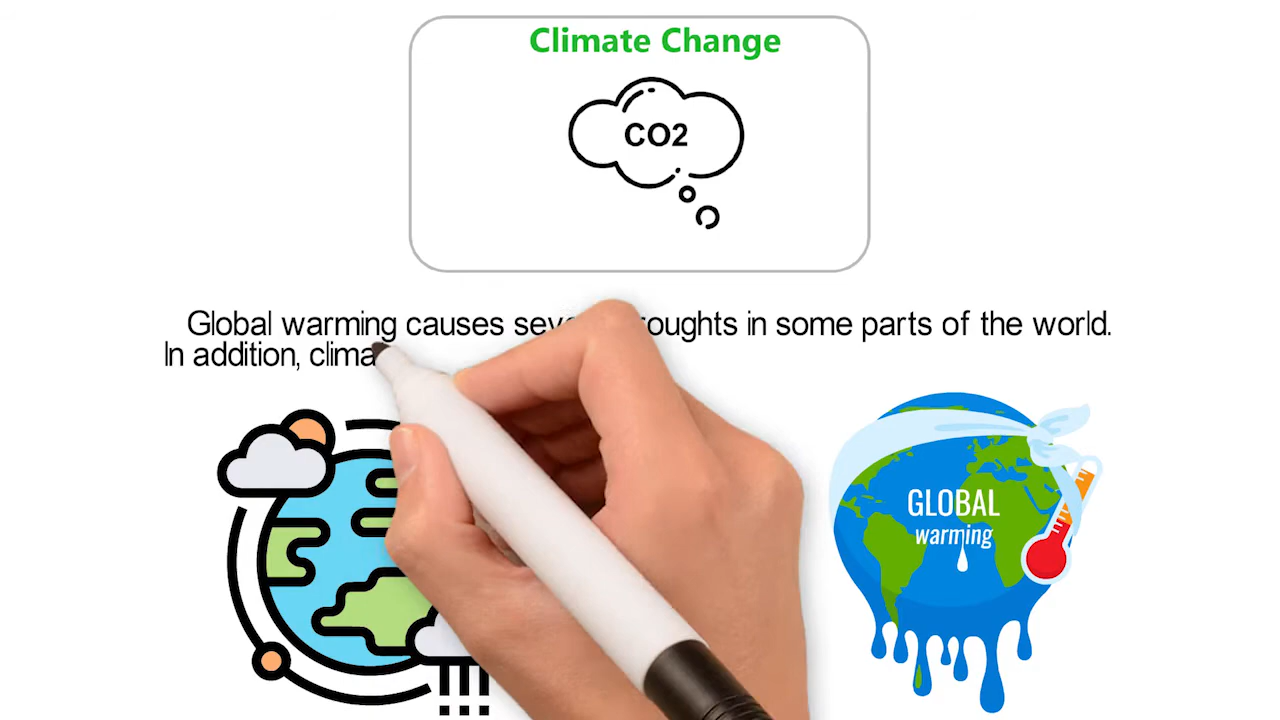 Climate Change
CO2
Global warming causes in some parts of the world.
In addition,
GLOBAL
warming